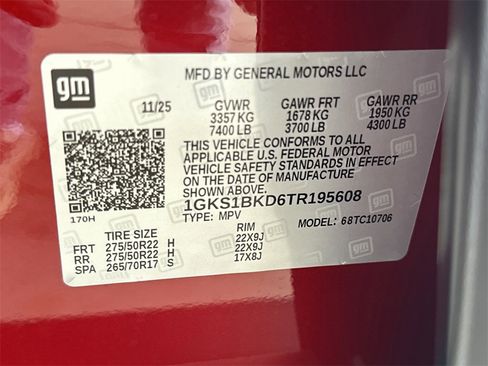 gm
MFD BY GENERAL MOTORS LLC
11/25 GVWR GAWR FRT GAWR RR
3357 KG 1678 KG 1950 KG
7400 LB 3700 LB 4300 LB
THIS VEHICLE CONFORMS TO ALL
APPLICABLE U.S. FEDERAL MOTOR
VEHICLE SAFETY STANDARDS IN EFFECT
ON THE DATE OF MANUFACTURE
SHOWN ABOVE.
170H
1GKS1BKD6TR195608
TYPE: MPV MODEL: 68TC10706
TIRE SIZE RIM
FRT 275/50R22 H 22X9J
RR 275/50R22 H 22X9J
SPA 265/70R17 S 17X8J